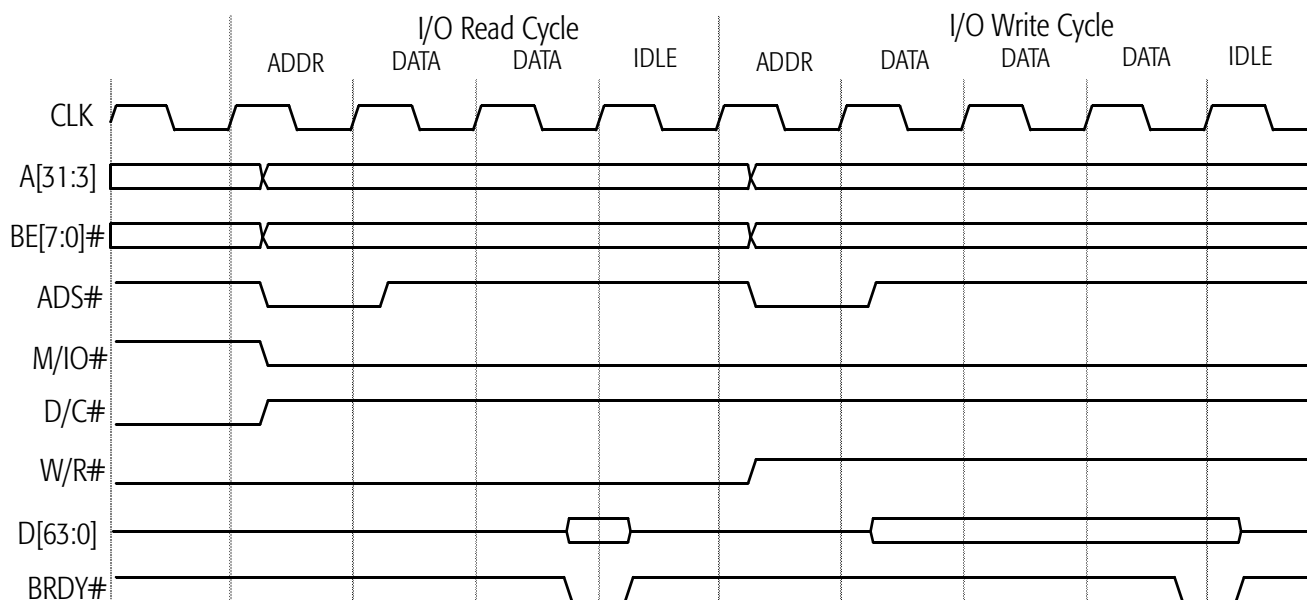 I/O Read Cycle I/O Write Cycle
ADDR DATA DATA IDLE ADDR DATA DATA DATA IDLE
CLK
A[31:3]
BE[7:0]#
ADS#
M/IO#
D/C#
W/R#
D[63:0]
BRDY#